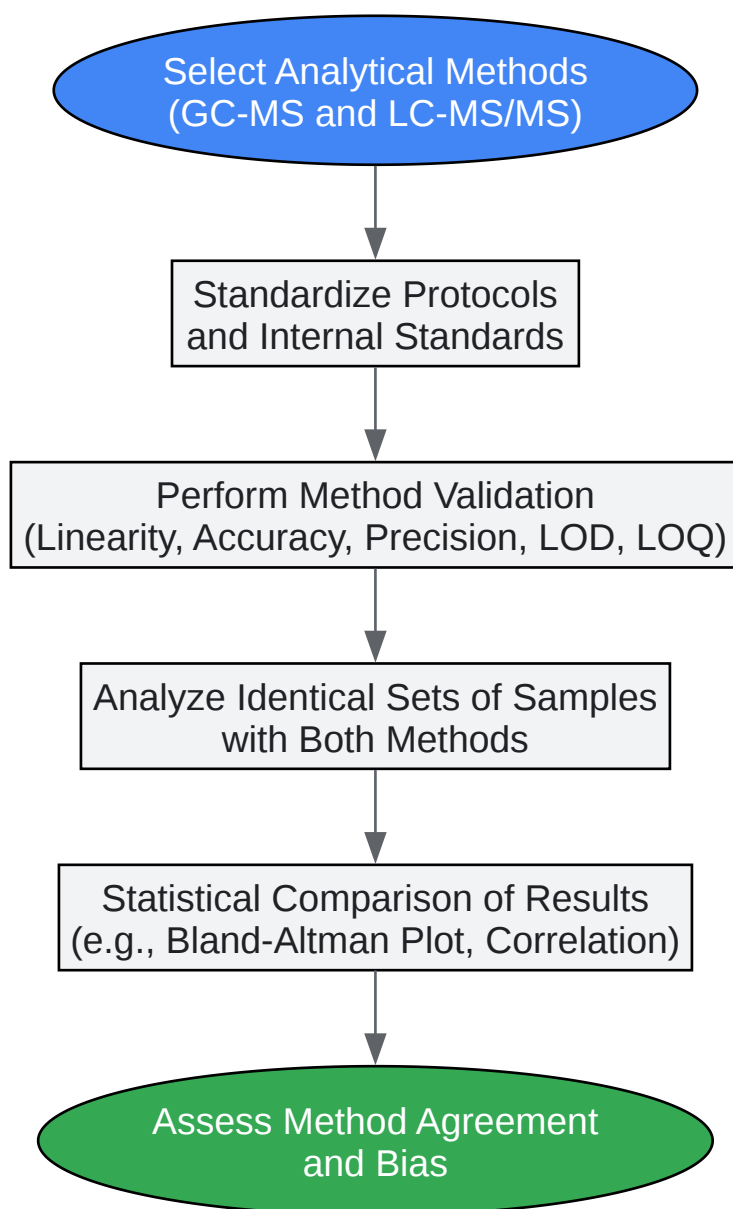 Select Analytical Methods
(GC-MS and LC-MS/MS)
Standardize Protocols
and Internal Standards
Perform Method Validation
(Linearity, Accuracy, Precision, LOD, LOQ)
Analyze Identical Sets of Samples
with Both Methods
Statistical Comparison of Results
(e.g., Bland-Altman Plot, Correlation)
Assess Method Agreement
and Bias